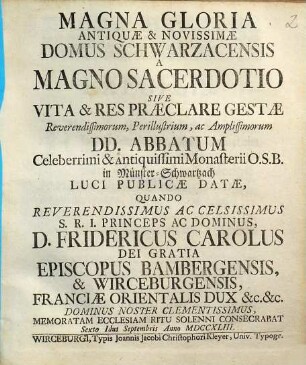 2
MAGNA GLORIA
ANTIQUÆ & NOVISSIMÆ
DOMUS SCHWARZACENSIS
A
MAGNO SACERDOTIO
SIVE
VITA & RES PRÆCLARE GESTÆ
Reverendissimorum, Perillustrium, ac Amplissimorum
DD. ABBATUM
Celeberrimi & Antiquissimi Monasterii O.S.B.
in Münster-Schwartzach
LUCI PUBLICÆ DATÆ,
QUANDO
REVERENDISSIMUS AC CELSISSIMUS
S. R. I. PRINCEPS AC DOMINUS,
D. FRIDERICUS CAROLUS
DEI GRATIA
EPISCOPUS BAMBERGENSIS,
& WIRCEBURGENSIS,
FRANCIÆ ORIENTALIS DUX &c. &c.
DOMINUS NOSTER CLEMENTISSIMUS,
MEMORATAM ECCLESIAM RITU SOLENNI CONSECRABAT
Sexto Idus Septembris Anno MDCCXLIII.
WIRCEBURGI, Typis Joannis Jacobi Christophori Kleyer, Univ. Typogr.